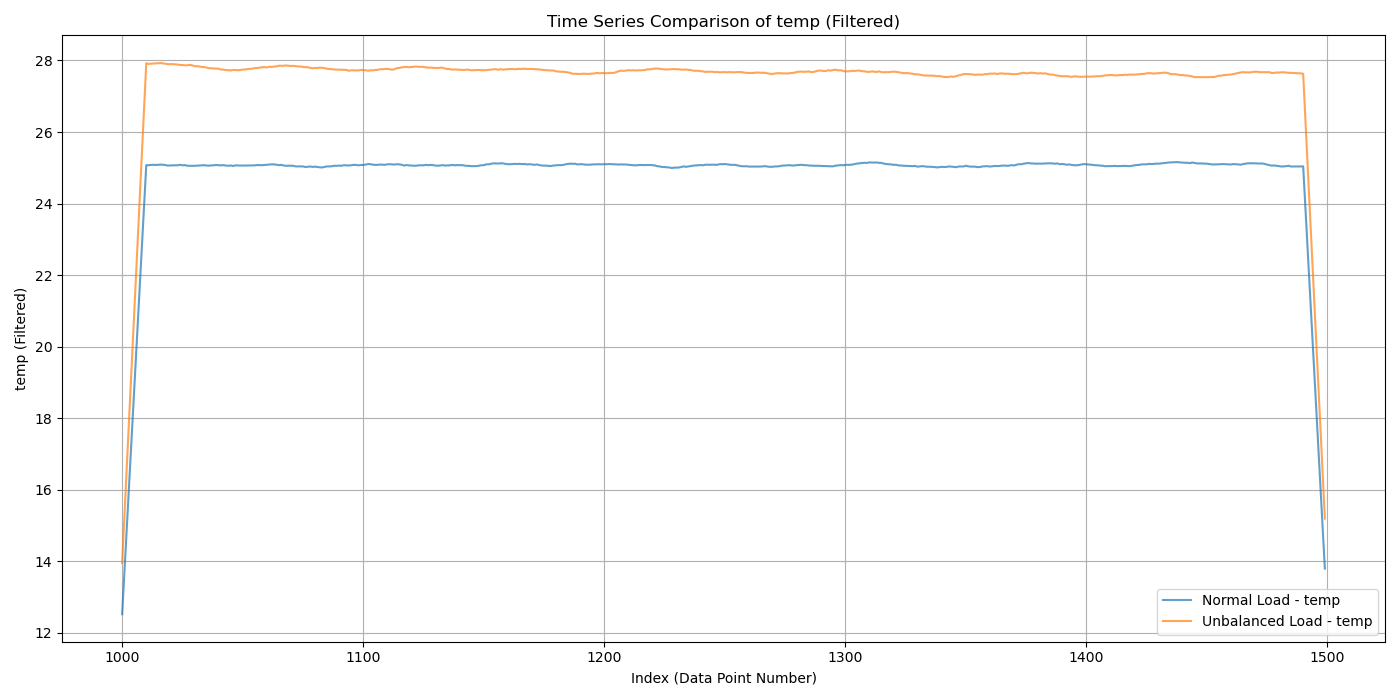 Time Series Comparison of temp (Filtered)
temp (Filtered)
28
26
24
22
20
18
16
14
12
1000 1100 1200 1300 1400 1500
Index (Data Point Number)
Normal Load - temp
Unbalanced Load - temp